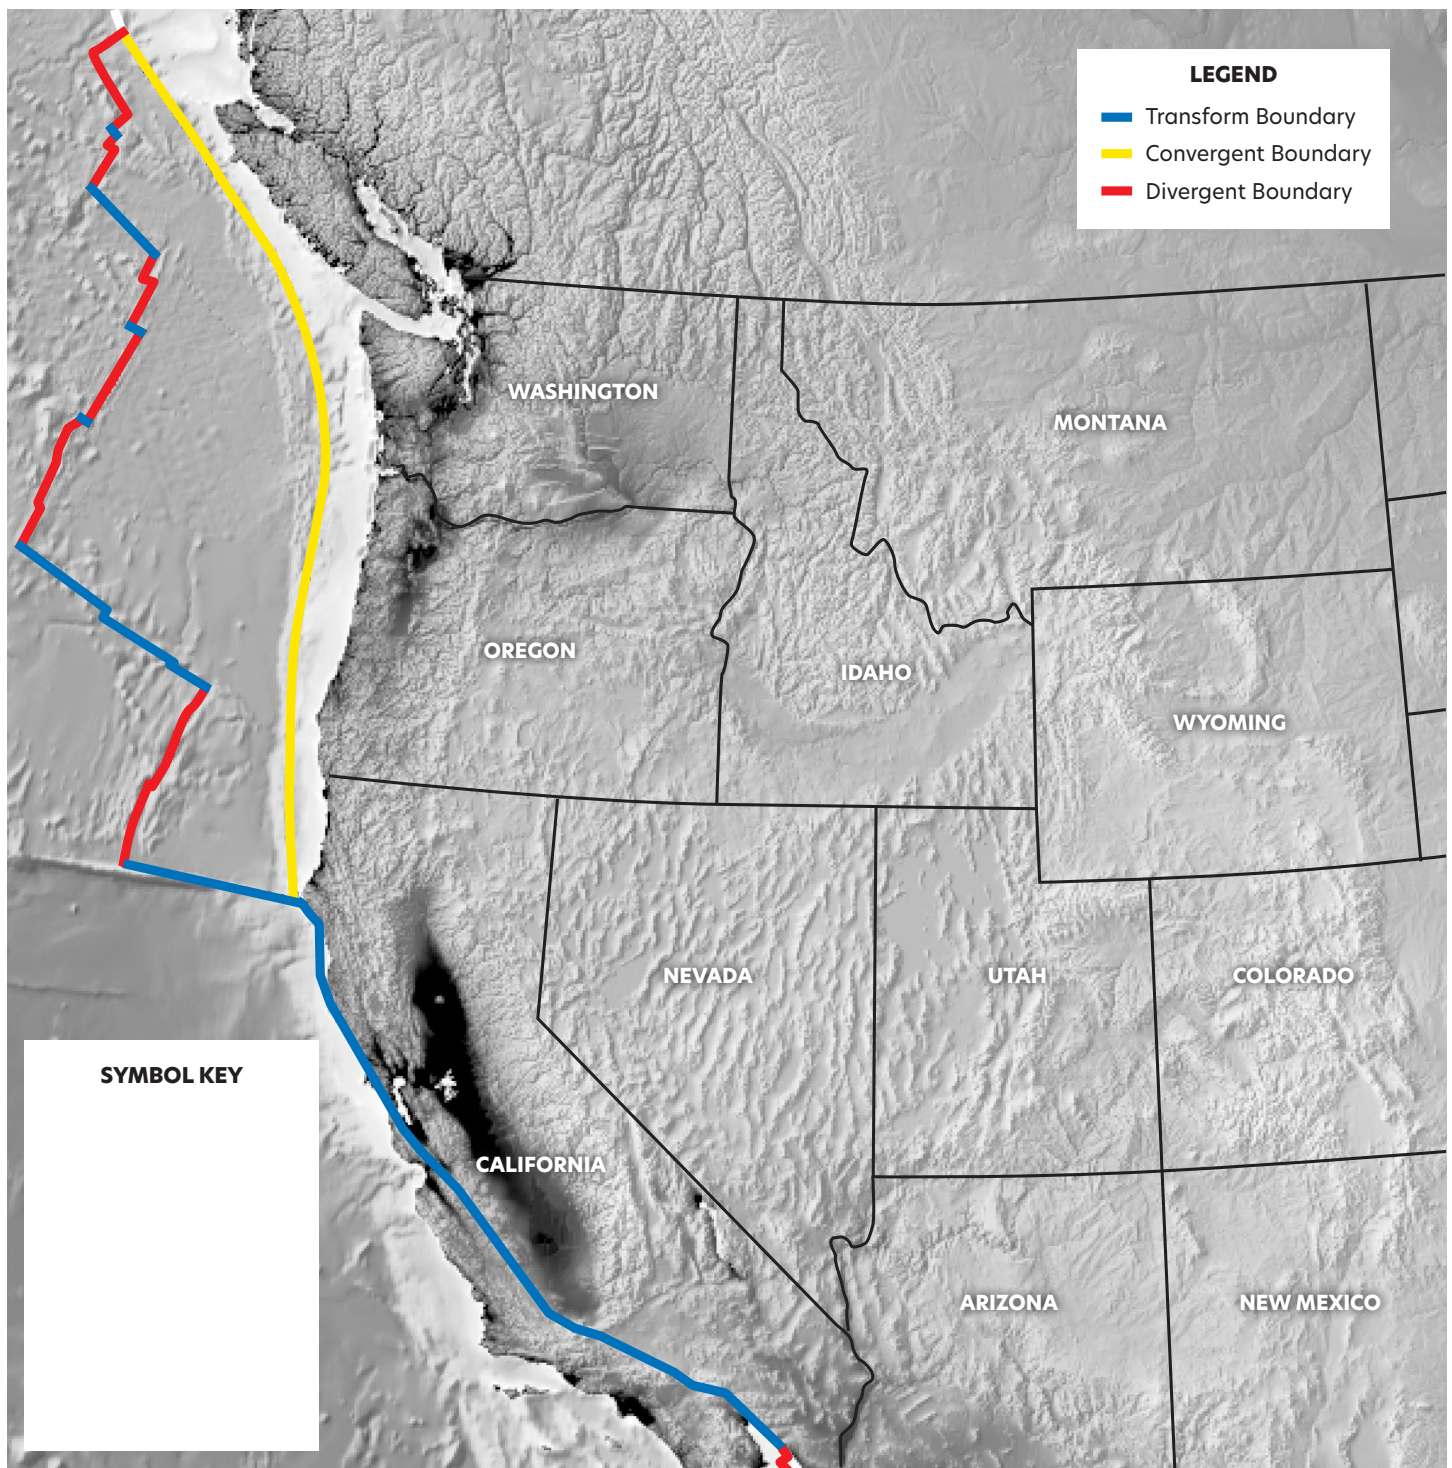 LEGEND
Transform Boundary
Convergent Boundary
Divergent Boundary
WASHINGTON
MONTANA
OREGON
IDAHO
WYOMING
NEVADA
UTAH
COLORADO
SYMBOL KEY
CALIFORNIA
ARIZONA
NEW MEXICO